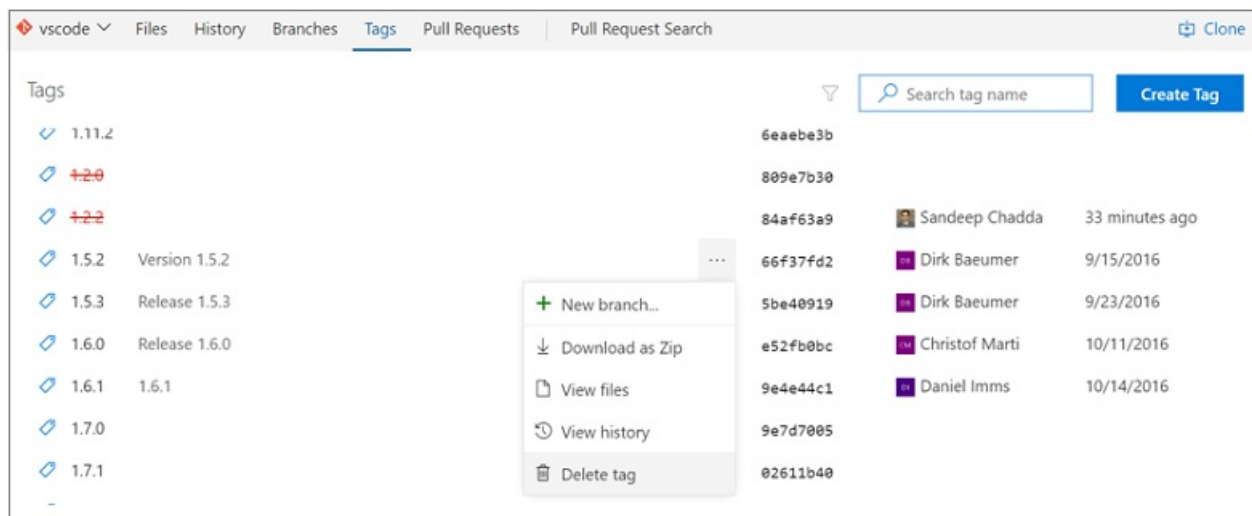 vscode Files History Branches Tags Pull Requests Pull Request Search Clone
Tags Search tag name Create Tag
1.11.2 6eaebe3b
1.2.0 809e7b30
1.2.2 84af63a9 Sandeep Chadda 33 minutes ago
1.5.2 Version 1.5.2 ... 66f37fd2 DB Dirk Baeumer 9/15/2016
1.5.3 Release 1.5.3 New branch... 5be40919 DB Dirk Baeumer 9/23/2016
1.6.0 Release 1.6.0 Download as Zip e52fb0bc CM Christof Marti 10/11/2016
1.6.1 1.6.1 View files 9e4e44c1 DI Daniel Imms 10/14/2016
1.7.0 View history 9e7d7005
1.7.1 Delete tag 02611b40